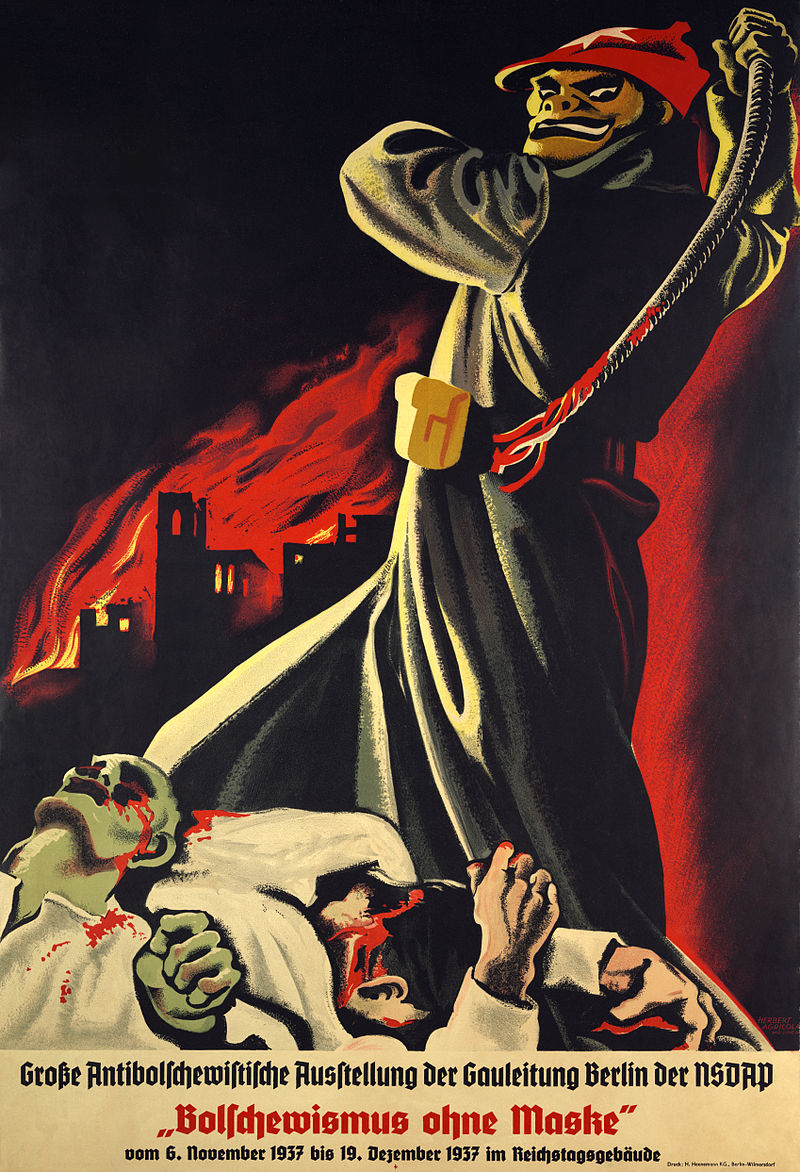 HERBERT
AGRICOLA
Große Antibolschewistische Ausstellung der Gauleitung Berlin der NSDAP
„Bolschewismus ohne Maske“
vom 6. November 1937 bis 19. Dezember 1937 im Reichstagsgebäude
Druck: H. Heenemann K.G., Berlin-Wilmersdorf